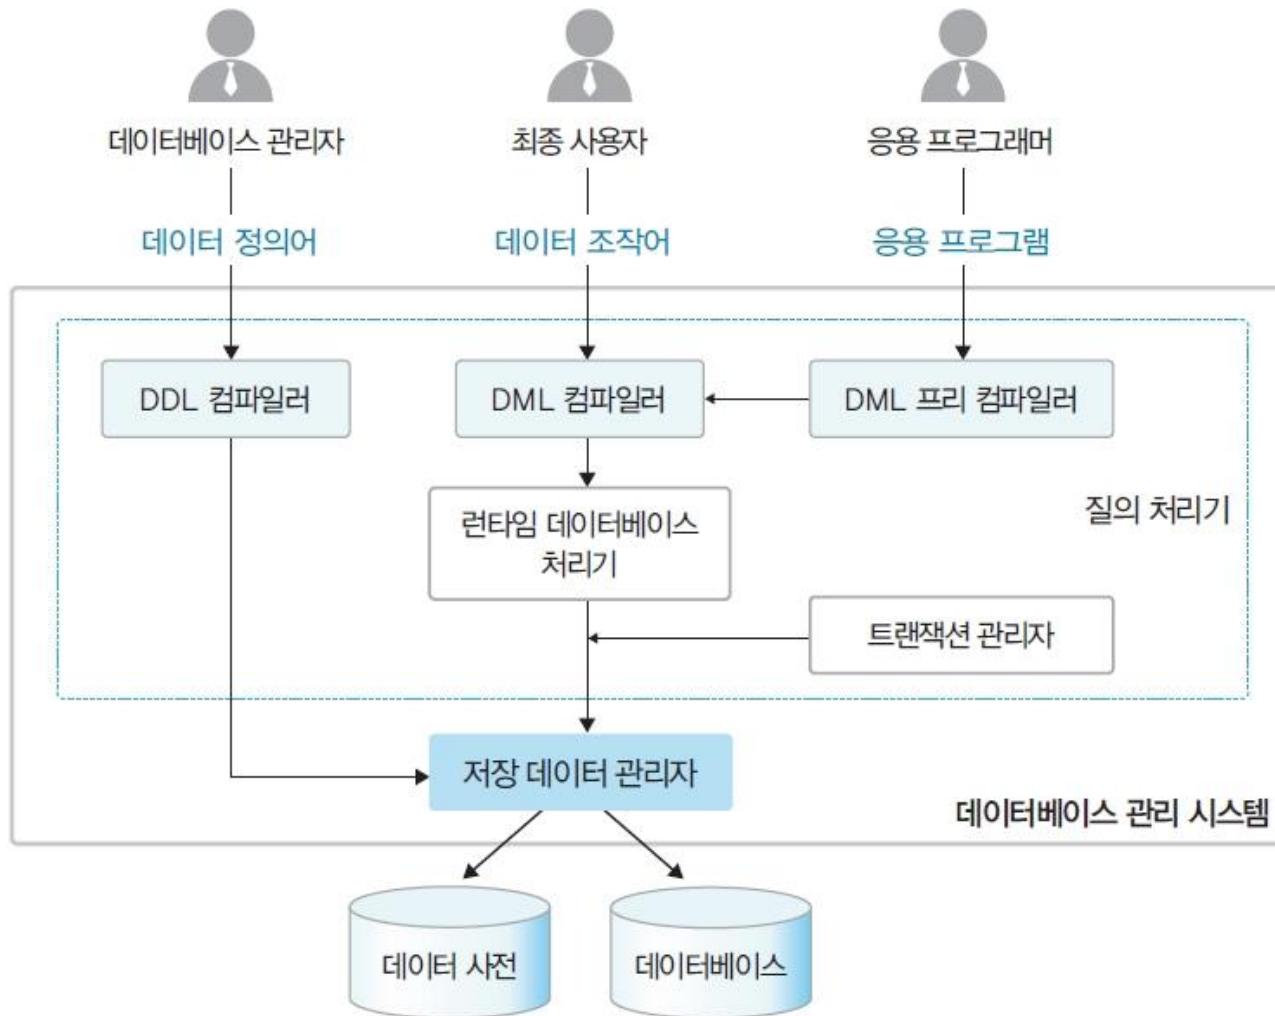 데이터베이스 관리자
최종 사용자
응용 프로그래머
데이터 정의어
데이터 조작어
응용 프로그램
DDL 컴파일러
DML 컴파일러
DML 프리 컴파일러
런타임 데이터베이스
처리기
질의 처리기
트랜잭션 관리자
저장 데이터 관리자
데이터베이스 관리 시스템
데이터 사전
데이터베이스